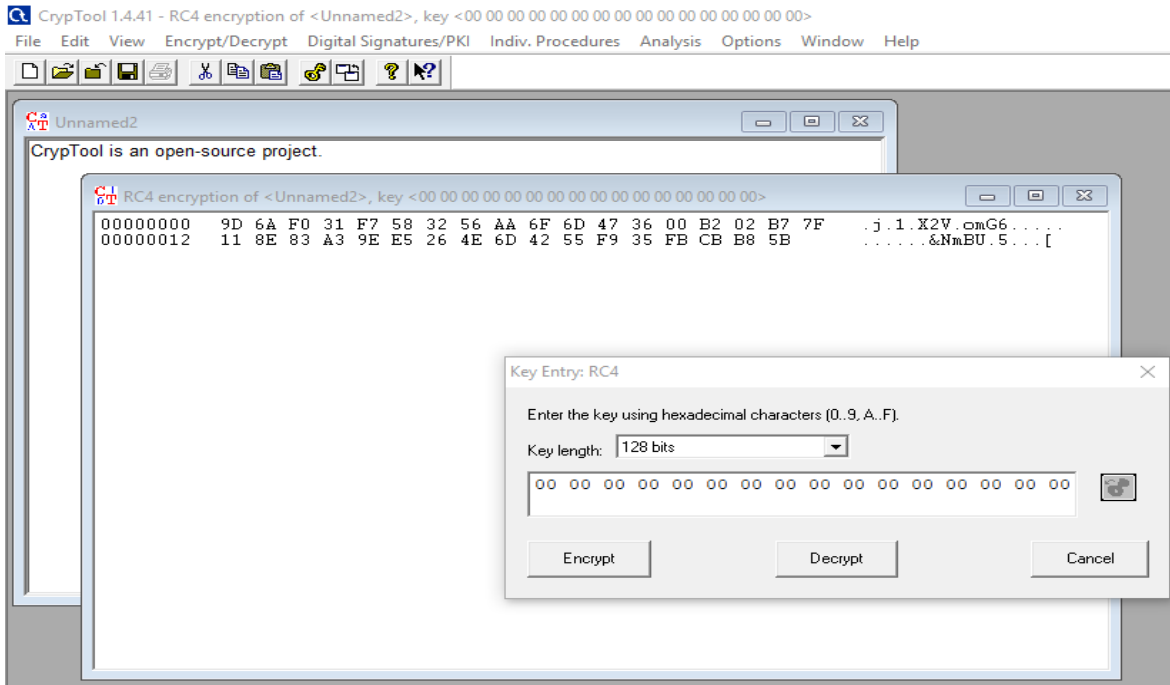 CrypTool 1.4.41 - RC4 encryption of <Unnamed2>, key <00 00 00 00 00 00 00 00 00 00 00 00 00 00 00 00>
File Edit View Encrypt/Decrypt Digital Signatures/PKI Indiv. Procedures Analysis Options Window Help
Unnamed2
CrypTool is an open-source project.
RC4 encryption of <Unnamed2>, key <00 00 00 00 00 00 00 00 00 00 00 00 00 00 00 00>
00000000 9D 6A F0 31 F7 58 32 56 AA 6F 6D 47 36 00 B2 02 B7 7F .j.1.X2V.omG6.....
00000012 11 8E 83 A3 9E E5 26 4E 6D 42 55 F9 35 FB CB B8 5B ......&NmBU.5...[
Key Entry: RC4
Enter the key using hexadecimal characters (0..9, A..F).
Key length: 128 bits
00 00 00 00 00 00 00 00 00 00 00 00 00 00 00 00
Encrypt Decrypt Cancel